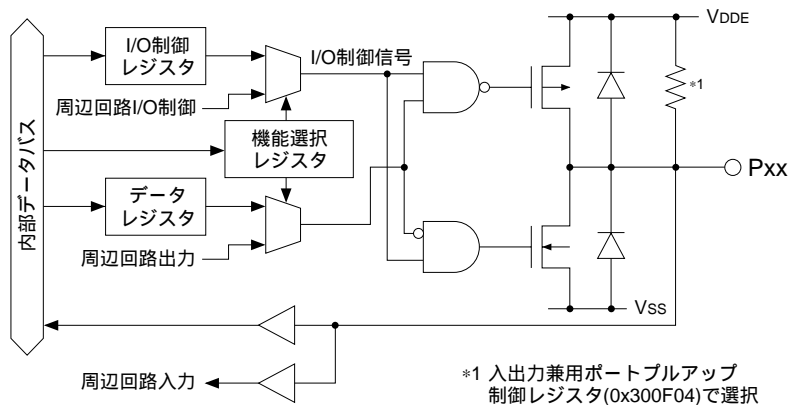 VDDE
I/O制御
レジスタ
I/O制御信号
*1
周辺回路I/O制御
機能選択
レジスタ
Pxx
データ
レジスタ
内部データバス
周辺回路出力
VSS
周辺回路入力
*1 入出力兼用ポートプルアップ
制御レジスタ(0x300F04)で選択